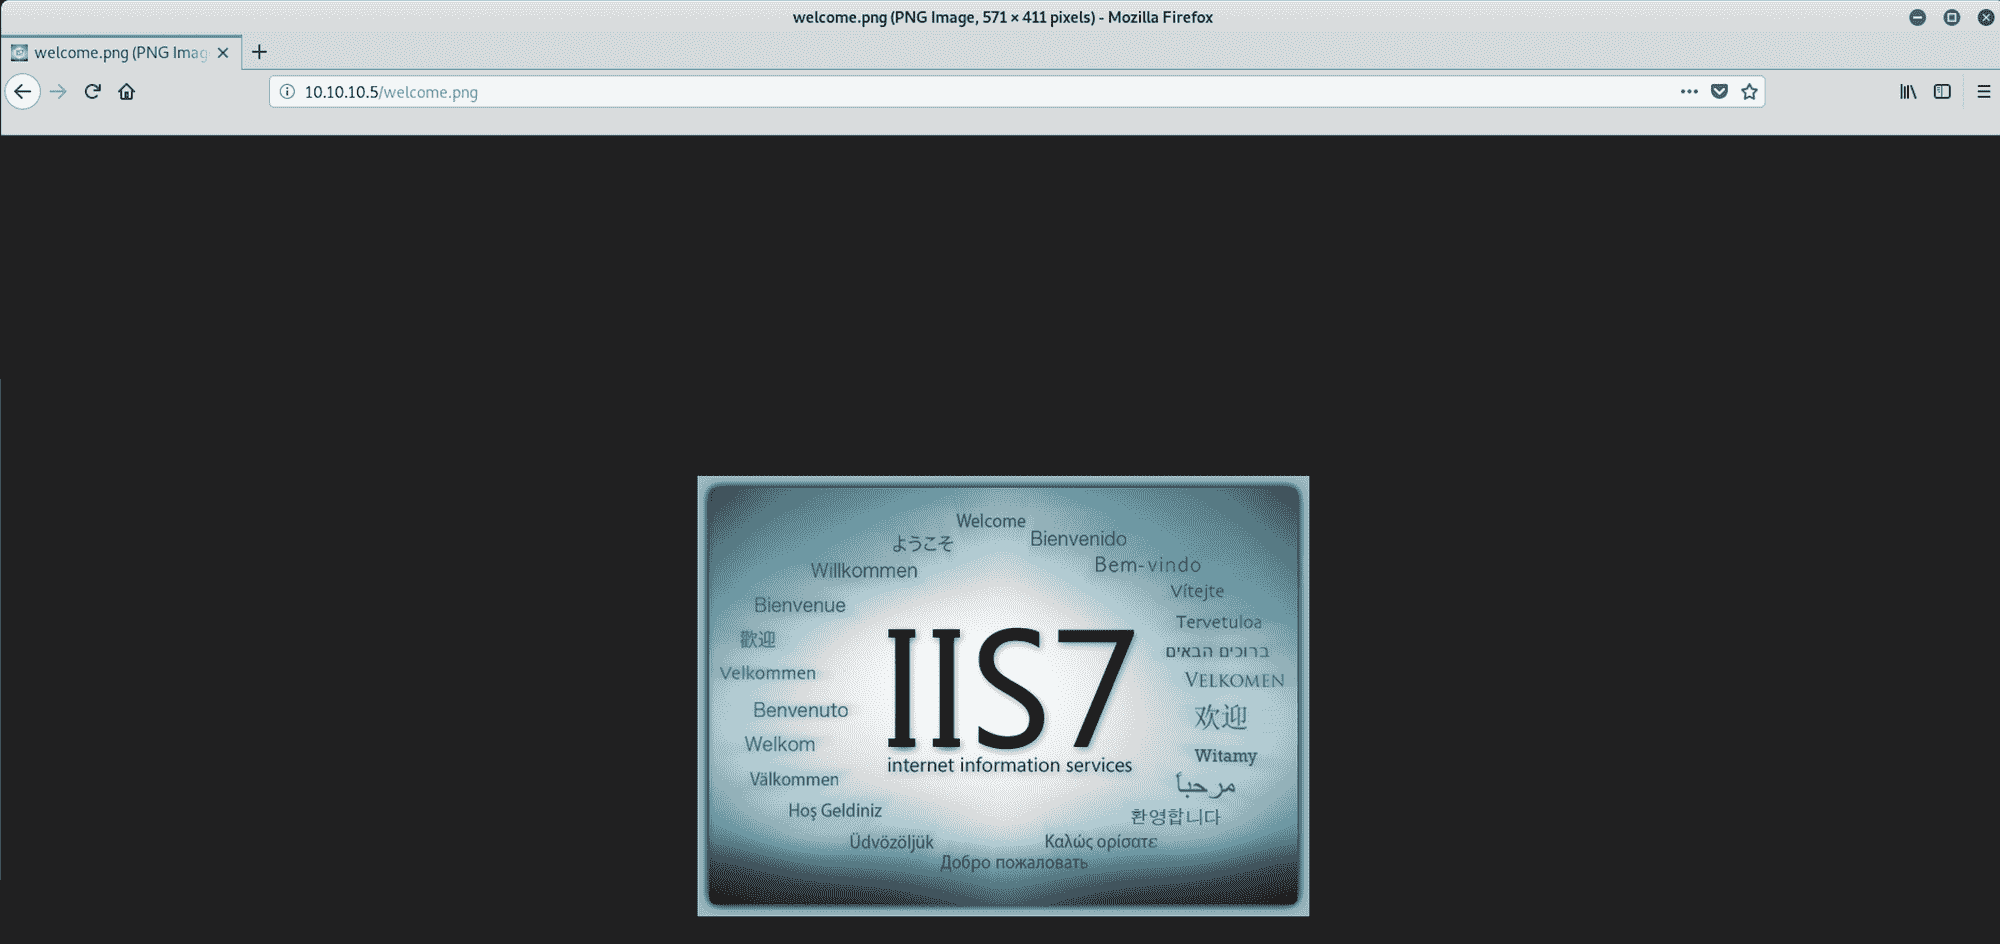 welcome.png (PNG Image, 571 × 411 pixels) - Mozilla Firefox
welcome.png (PNG Imag
10.10.10.5/welcome.png
Welcome
ようこそ
Bienvenido
Willkommen
Bem-vindo
Vítejte
Bienvenue
Tervetuloa
歡迎
ברוכים הבאים
Velkommen
VELKOMEN
IIS7
Benvenuto
欢迎
Welkom
Witamy
internet information services
Välkommen
مرحباً
Hoş Geldiniz
환영합니다
Üdvözöljük
Καλώς ορίσατε
Добро пожаловать